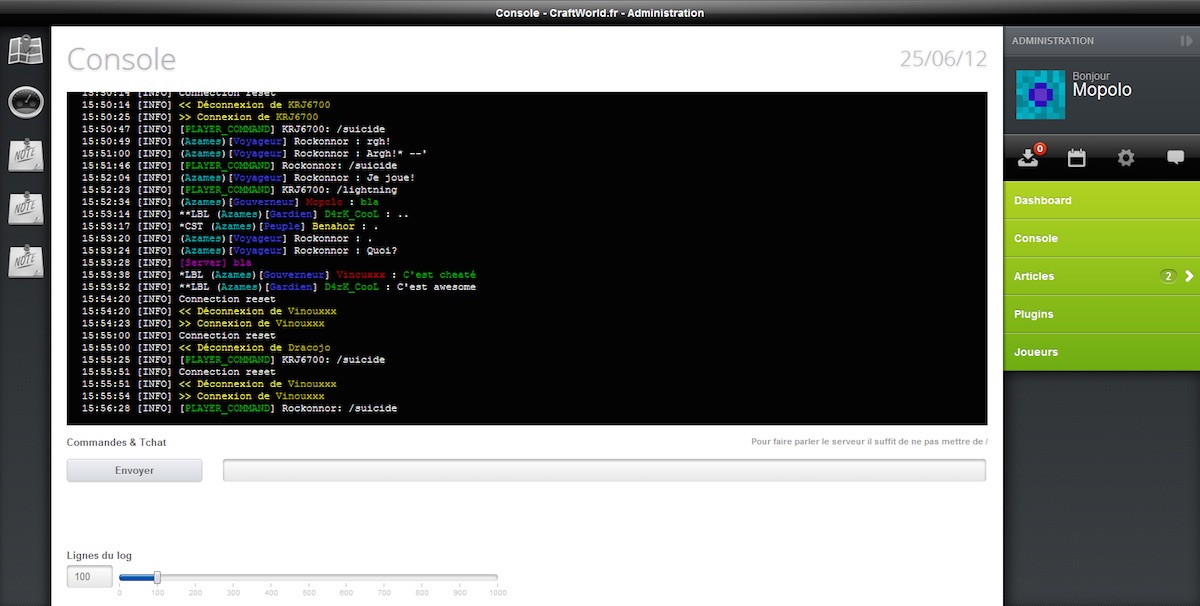 Console - CraftWorld.fr - Administration
Console
25/06/12
15:50:14 [INFO] Connection reset
15:50:14 [INFO] << Déconnexion de KRJ6700
15:50:25 [INFO] >> Connexion de KRJ6700
15:50:47 [INFO] [PLAYER_COMMAND] KRJ6700: /suicide
15:50:49 [INFO] (Azames)[Voyageur] Rockonnor : rgh!
15:51:00 [INFO] (Azames)[Voyageur] Rockonnor : Argh!* --'
15:51:46 [INFO] [PLAYER_COMMAND] Rockonnor: /suicide
15:52:04 [INFO] (Azames)[Voyageur] Rockonnor : Je joue!
15:52:23 [INFO] [PLAYER_COMMAND] KRJ6700: /lightning
15:52:34 [INFO] (Azames)[Gouverneur] Mopolo : bla
15:53:14 [INFO] **LBL (Azames)[Gardien] D4rK_CooL : ..
15:53:17 [INFO] *CST (Azames)[Peuple] Benahor : .
15:53:20 [INFO] (Azames)[Voyageur] Rockonnor : .
15:53:24 [INFO] (Azames)[Voyageur] Rockonnor : Quoi?
15:53:28 [INFO] [Server] bla
15:53:38 [INFO] *LBL (Azames)[Gouverneur] Vinouxxx : C'est cheaté
15:53:52 [INFO] **LBL (Azames)[Gardien] D4rK_CooL : C'est awesome
15:54:20 [INFO] Connection reset
15:54:20 [INFO] << Déconnexion de Vinouxxx
15:54:23 [INFO] >> Connexion de Vinouxxx
15:55:00 [INFO] Connection reset
15:55:00 [INFO] << Déconnexion de Dracojo
15:55:25 [INFO] [PLAYER_COMMAND] KRJ6700: /suicide
15:55:51 [INFO] Connection reset
15:55:51 [INFO] << Déconnexion de Vinouxxx
15:55:54 [INFO] >> Connexion de Vinouxxx
15:56:28 [INFO] [PLAYER_COMMAND] Rockonnor: /suicide
Commandes & Tchat
Pour faire parler le serveur il suffit de ne pas mettre de /
Envoyer
Lignes du log
100
0 100 200 300 400 500 600 700 800 900 1000
NOTE
NOTE
NOTE
ADMINISTRATION
Bonjour
Mopolo
0
Dashboard
Console
Articles 2
Plugins
Joueurs